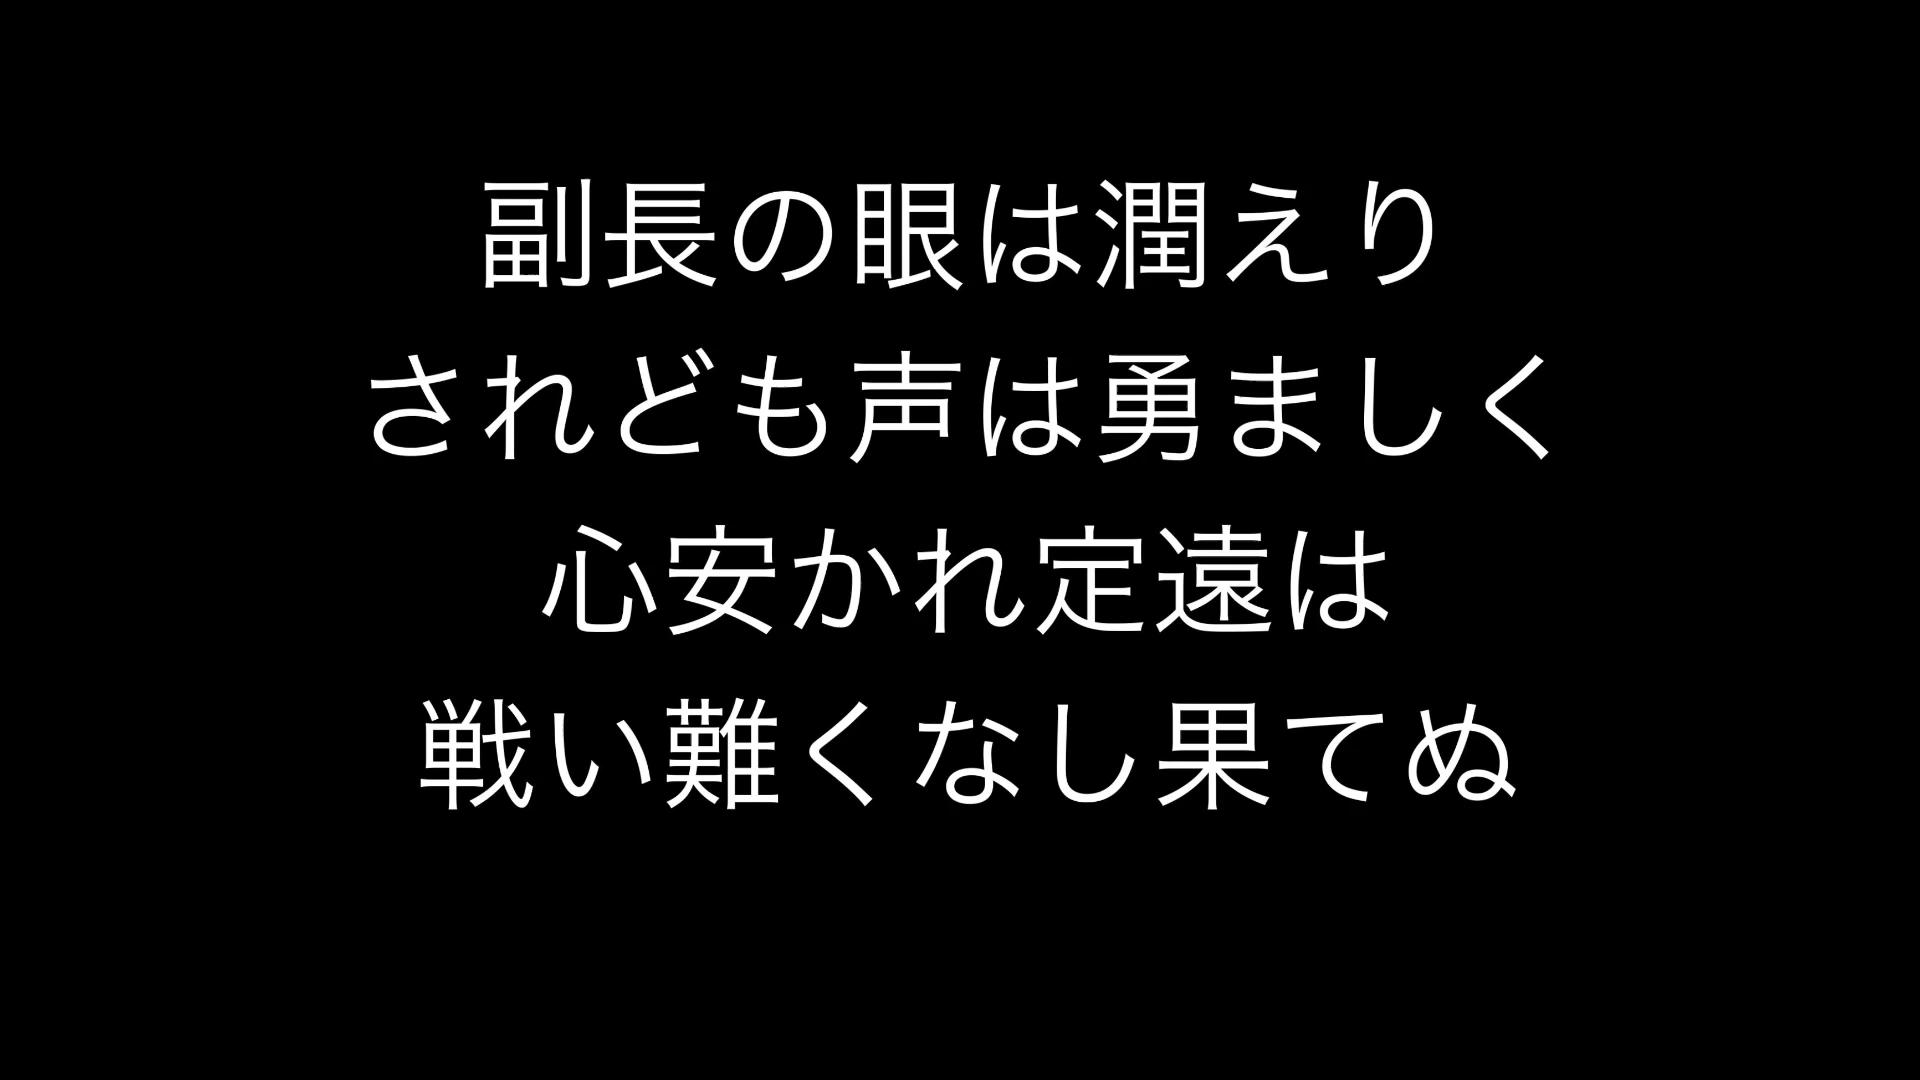 副長の眼は潤えり
されども声は勇ましく
心安かれ定遠は
戦い難くなし果てぬ